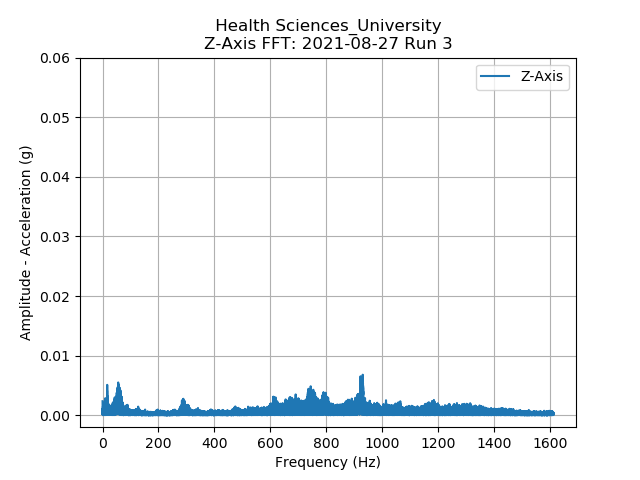 Health Sciences_University
Z-Axis FFT: 2021-08-27 Run 3
Z-Axis
0.06
0.05
0.04
0.03
0.02
0.01
0.00
Amplitude - Acceleration (g)
0 200 400 600 800 1000 1200 1400 1600
Frequency (Hz)